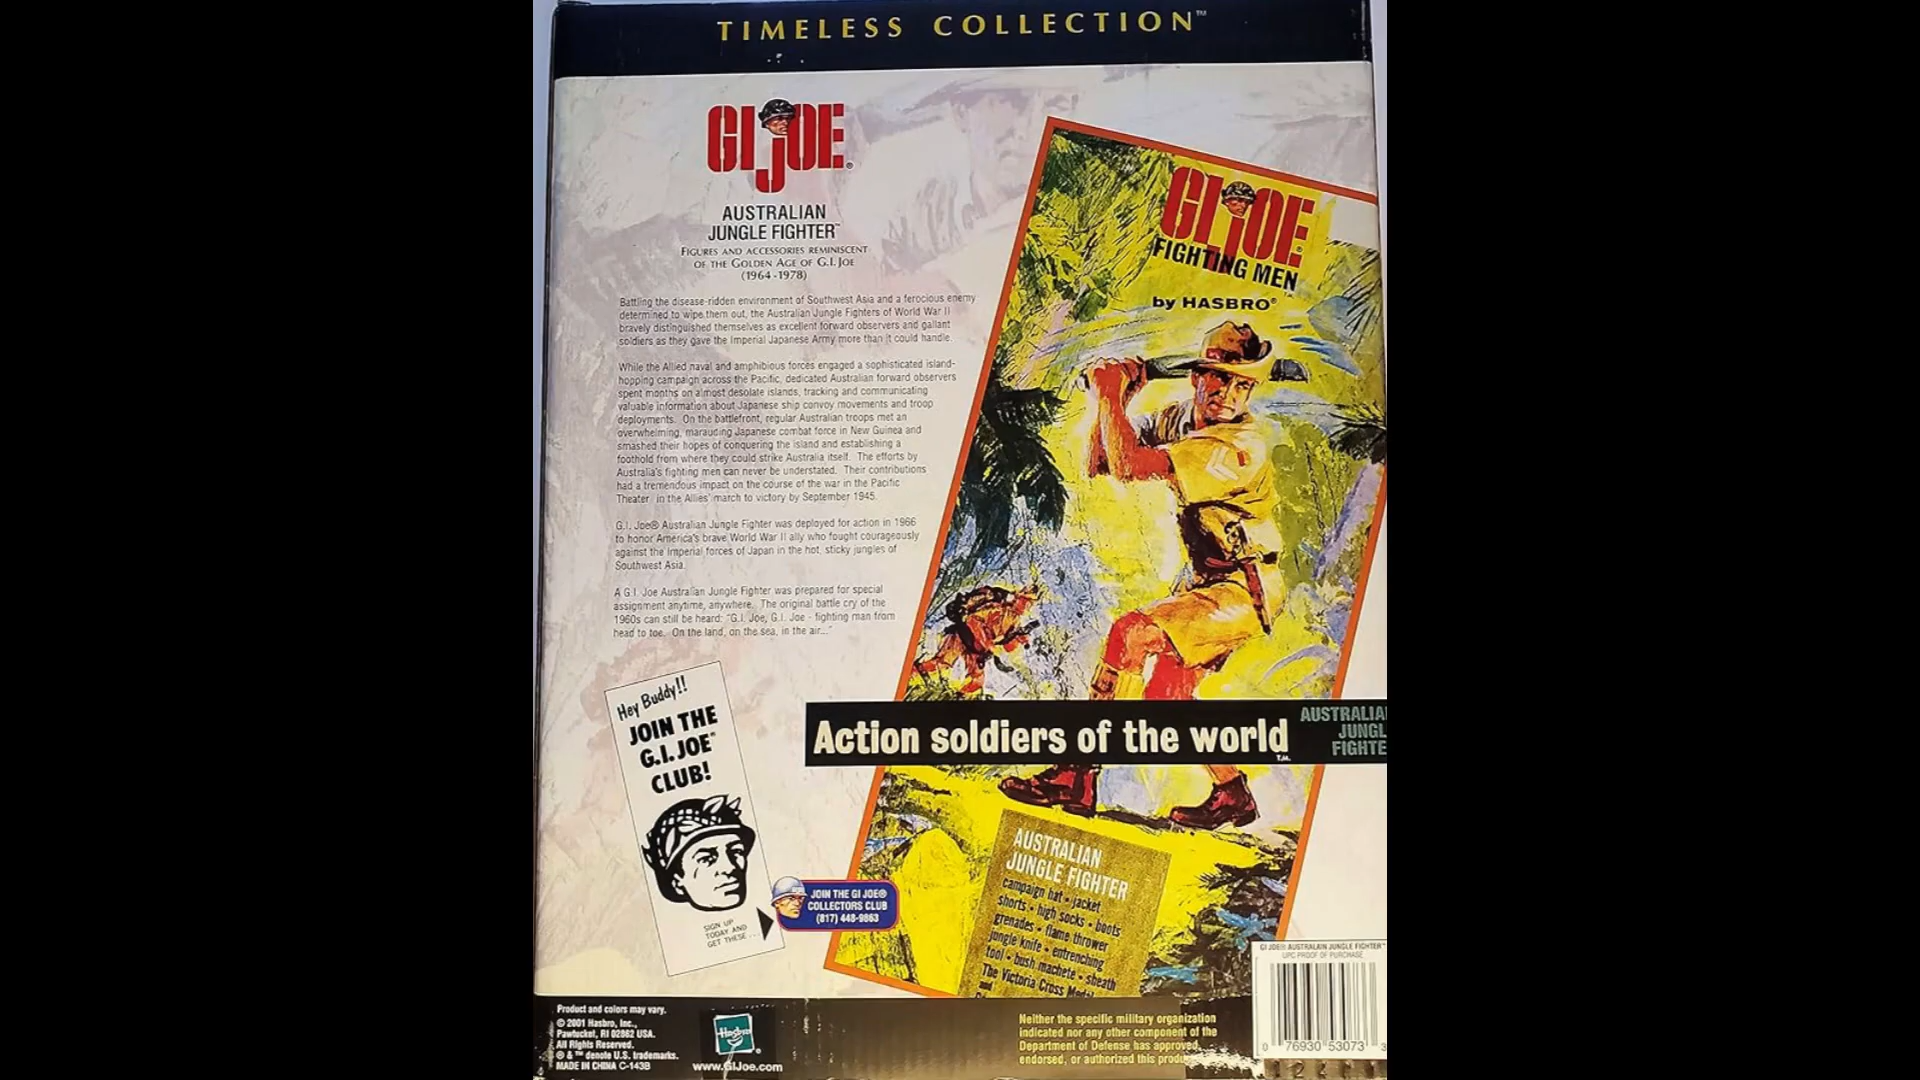 TIMELESS COLLECTION™
GI JOE®
AUSTRALIAN
JUNGLE FIGHTER™
FIGURES AND ACCESSORIES REMINISCENT
OF THE GOLDEN AGE OF G.I. JOE
(1964-1978)
Battling the disease-ridden environment of Southwest Asia and a ferocious enemy
determined to wipe them out, the Australian Jungle Fighters of World War II
bravely distinguished themselves as excellent forward observers and gallant
soldiers as they gave the Imperial Japanese Army more than it could handle.
While the Allied naval and amphibious forces engaged a sophisticated island-
hopping campaign across the Pacific, dedicated Australian forward observers
spent months on almost desolate islands, tracking and communicating
valuable information about Japanese ship convoy movements and troop
deployments. On the battlefront, regular Australian troops met an
overwhelming, marauding Japanese combat force in New Guinea and
smashed their hopes of conquering the island and establishing a
foothold from where they could strike Australia itself. The efforts by
Australia's fighting men can never be understated. Their contributions
had a tremendous impact on the course of the war in the Pacific
Theater in the Allies' march to victory by September 1945.
G.I. Joe® Australian Jungle Fighter was deployed for action in 1966
to honor America's brave World War II ally who fought courageously
against the Imperial forces of Japan in the hot, sticky jungles of
Southwest Asia.
A G.I. Joe Australian Jungle Fighter was prepared for special
assignment anytime, anywhere. The original battle cry of the
1960s can still be heard: "G.I. Joe, G.I. Joe - fighting man from
head to toe. On the land, on the sea, in the air..."
Hey Buddy!!
JOIN THE
G.I. JOE®
CLUB!
SIGN UP
TODAY AND
GET THESE...
JOIN THE GI JOE®
COLLECTORS CLUB
(817) 448-9863
GI JOE®
FIGHTING MEN™
by HASBRO®
Action soldiers of the world T.M.
AUSTRALIA
JUNGL
FIGHTE
AUSTRALIAN
JUNGLE FIGHTER
campaign hat • jacket
shorts • high socks • boots
grenades • flame thrower
jungle knife • entrenching
tool • bush machete • sheath
The Victoria Cross Medal
and
Product and colors may vary.
© 2001 Hasbro, Inc.,
Pawtucket, RI 02862 USA.
All Rights Reserved.
® & ™ denote U.S. trademarks.
MADE IN CHINA C-143B
Hasbro®
www.GIJoe.com
Neither the specific military organization
indicated nor any other component of the
Department of Defense has approved,
endorsed, or authorized this produ
GI JOE® AUSTRALAIN JUNGLE FIGHTER™
UPC PROOF OF PURCHASE
0 76930 53073 3